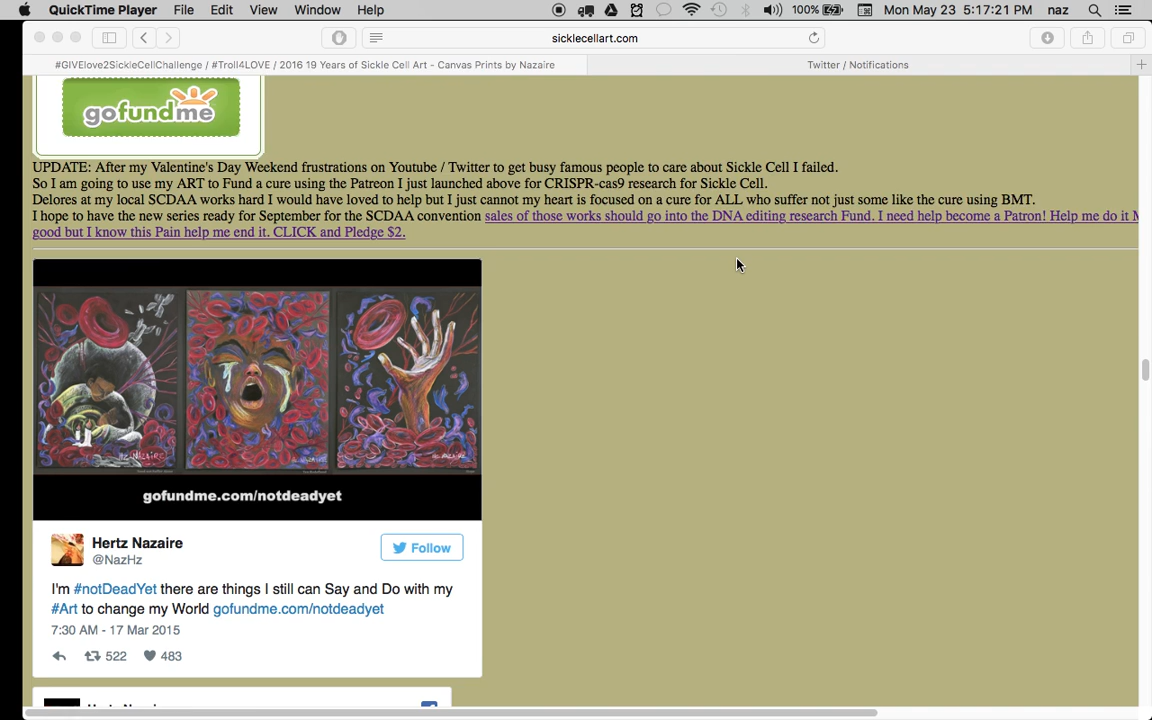 QuickTime Player File Edit View Window Help 100% Mon May 23 5:17:21 PM naz
sicklecellart.com
#GIVElove2SickleCellChallenge / #Troll4LOVE / 2016 19 Years of Sickle Cell Art - Canvas Prints by Nazaire Twitter / Notifications
gofundme
UPDATE: After my Valentine's Day Weekend frustrations on Youtube / Twitter to get busy famous people to care about Sickle Cell I failed.
So I am going to use my ART to Fund a cure using the Patreon I just launched above for CRISPR-cas9 research for Sickle Cell.
Delores at my local SCDAA works hard I would have loved to help but I just cannot my heart is focused on a cure for ALL who suffer not just some like the cure using BMT.
I hope to have the new series ready for September for the SCDAA convention sales of those works should go into the DNA editing research Fund. I need help become a Patron! Help me do it M
good but I know this Pain help me end it. CLICK and Pledge $2.
gofundme.com/notdeadyet
Hertz Nazaire
@NazHz
Follow
I'm #notDeadYet there are things I still can Say and Do with my
#Art to change my World gofundme.com/notdeadyet
7:30 AM - 17 Mar 2015
522 483